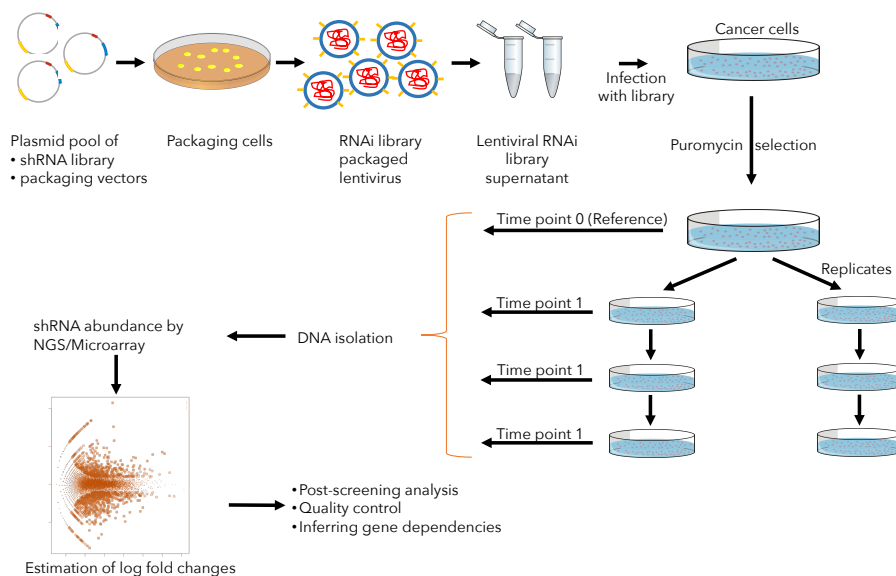 Cancer cells
Infection
with library
Plasmid pool of
• shRNA library
• packaging vectors
Packaging cells
RNAi library
packaged
lentivirus
Lentiviral RNAi
library
supernatant
Puromycin selection
Time point 0 (Reference)
Replicates
Time point 1
shRNA abundance by
NGS/Microarray
DNA isolation
Time point 1
Time point 1
• Post-screening analysis
• Quality control
• Inferring gene dependencies
Estimation of log fold changes